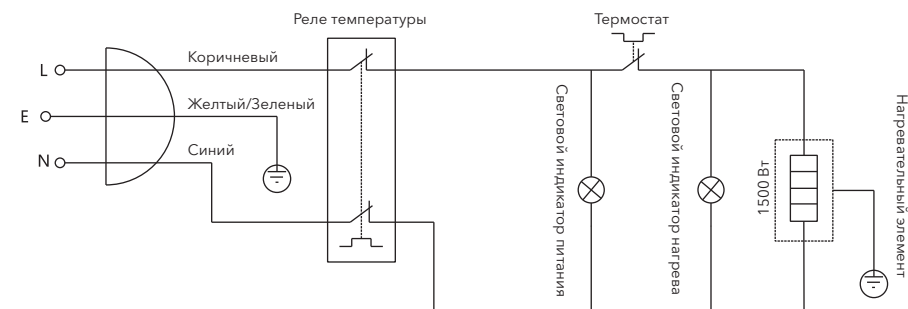 Реле температуры
Термостат
L
Коричневый
E
Желтый/Зеленый
N
Синий
Световой индикатор питания
Световой индикатор нагрева
1500 Вт
Нагревательный элемент